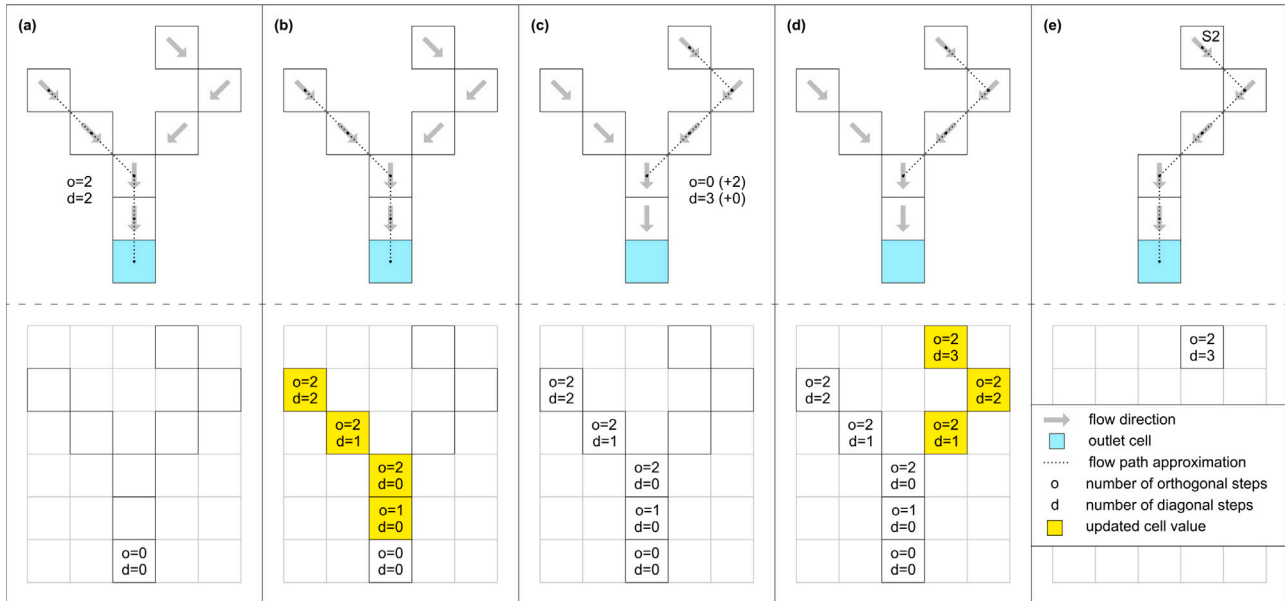 (a)
(b)
(c)
(d)
(e)
S2
o=2
d=2
o=0 (+2)
d=3 (+0)
o=0
d=0
o=2
d=2
o=2
d=1
o=2
d=0
o=1
d=0
o=0
d=0
o=2
d=2
o=2
d=1
o=2
d=0
o=1
d=0
o=0
d=0
o=2
d=3
o=2
d=2
o=2
d=2
o=2
d=1
o=2
d=1
o=2
d=0
o=1
d=0
o=0
d=0
o=2
d=3
flow direction
outlet cell
flow path approximation
o number of orthogonal steps
d number of diagonal steps
updated cell value